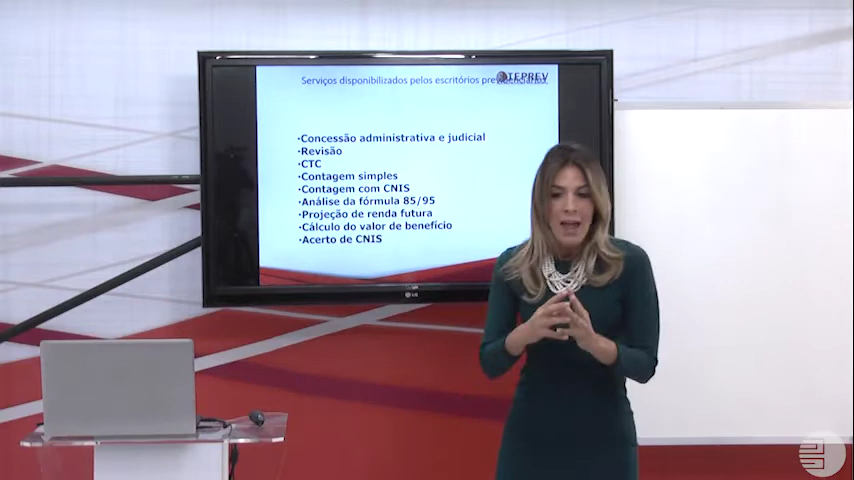 IEPREV
Serviços disponibilizados pelos escritórios previdenciários
•Concessão administrativa e judicial
•Revisão
•CTC
•Contagem simples
•Contagem com CNIS
•Análise da fórmula 85/95
•Projeção de renda futura
•Cálculo do valor de benefício
•Acerto de CNIS
LG